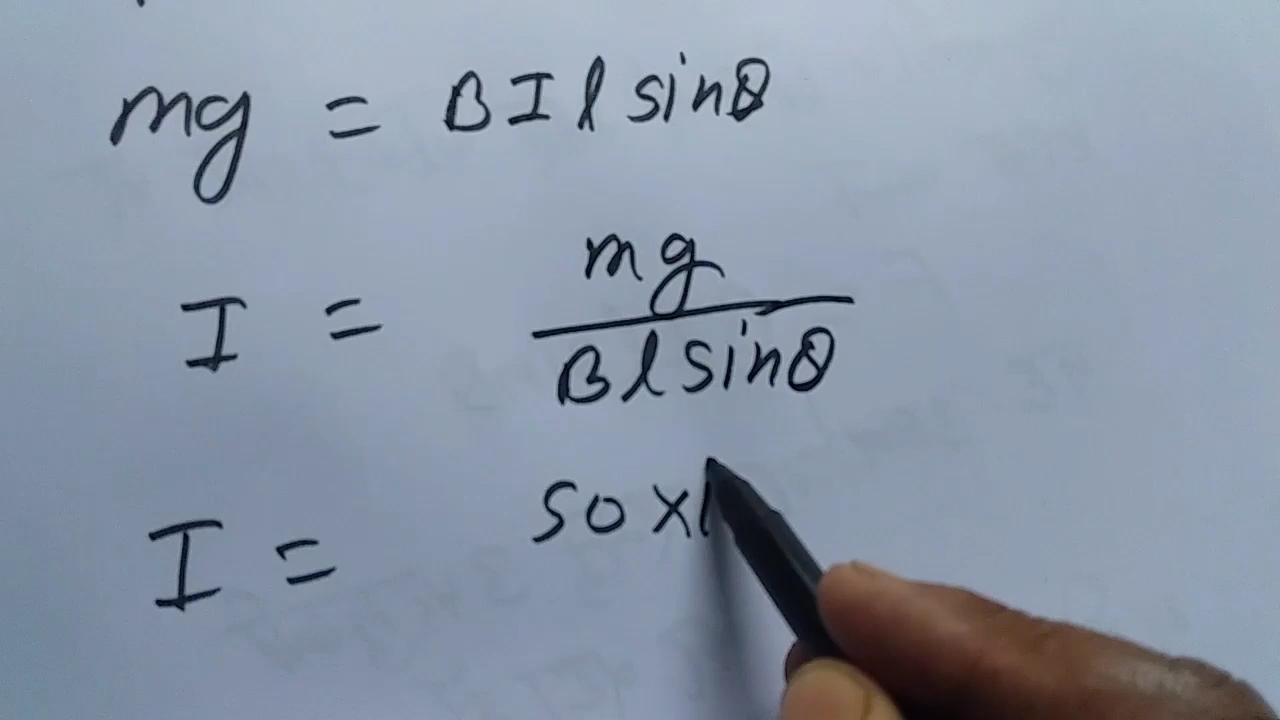 mg = BIl sinθ
I = mg / Bl sinθ
I = 50 ×